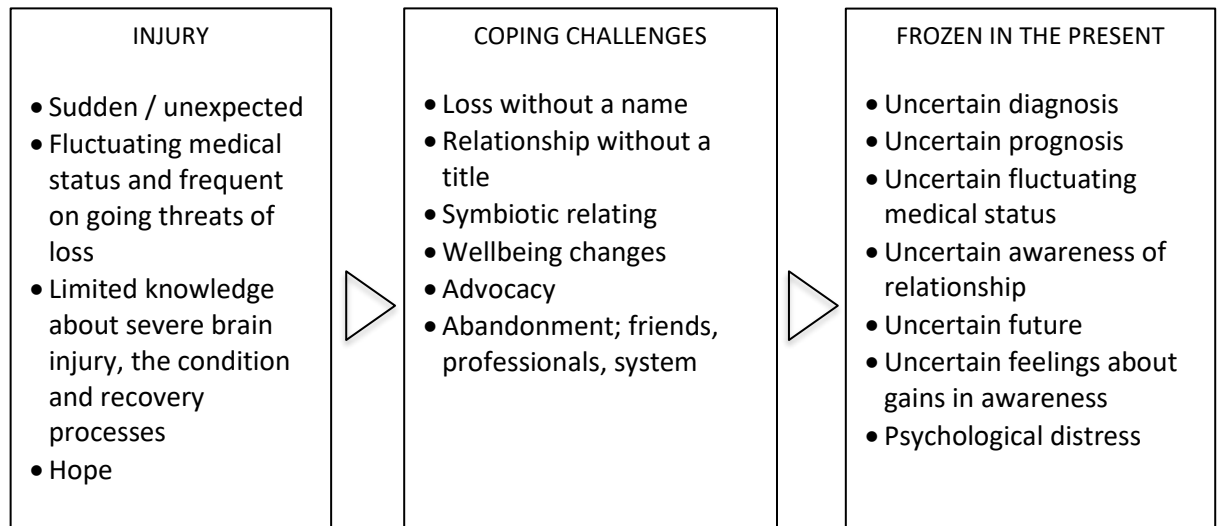 INJURY
• Sudden / unexpected
• Fluctuating medical
status and frequent
on going threats of
loss
• Limited knowledge
about severe brain
injury, the condition
and recovery
processes
• Hope
COPING CHALLENGES
• Loss without a name
• Relationship without a
title
• Symbiotic relating
• Wellbeing changes
• Advocacy
• Abandonment; friends,
professionals, system
FROZEN IN THE PRESENT
• Uncertain diagnosis
• Uncertain prognosis
• Uncertain fluctuating
medical status
• Uncertain awareness of
relationship
• Uncertain future
• Uncertain feelings about
gains in awareness
• Psychological distress